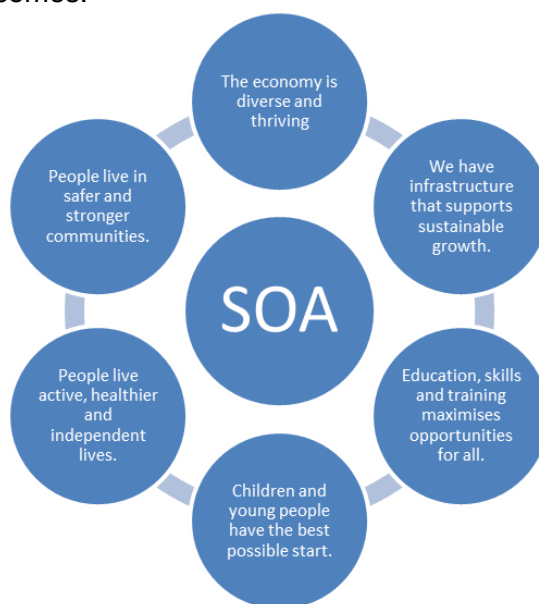 The economy is
diverse and
thriving
We have
infrastructure
that supports
sustainable
growth.
Education, skills
and training
maximises
opportunities
for all.
Children and
young people
have the best
possible start.
People live
active, healthier
and
independent
lives.
People live in
safer and
stronger
communities.
SOA